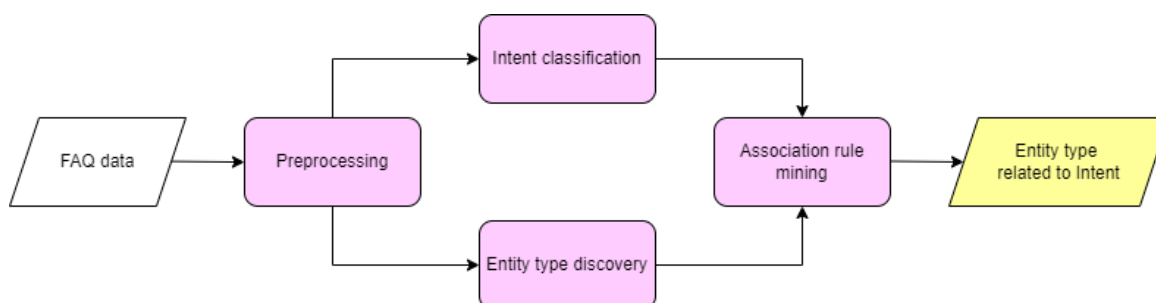 Intent classification
FAQ data
Preprocessing
Association rule
mining
Entity type
related to Intent
Entity type discovery